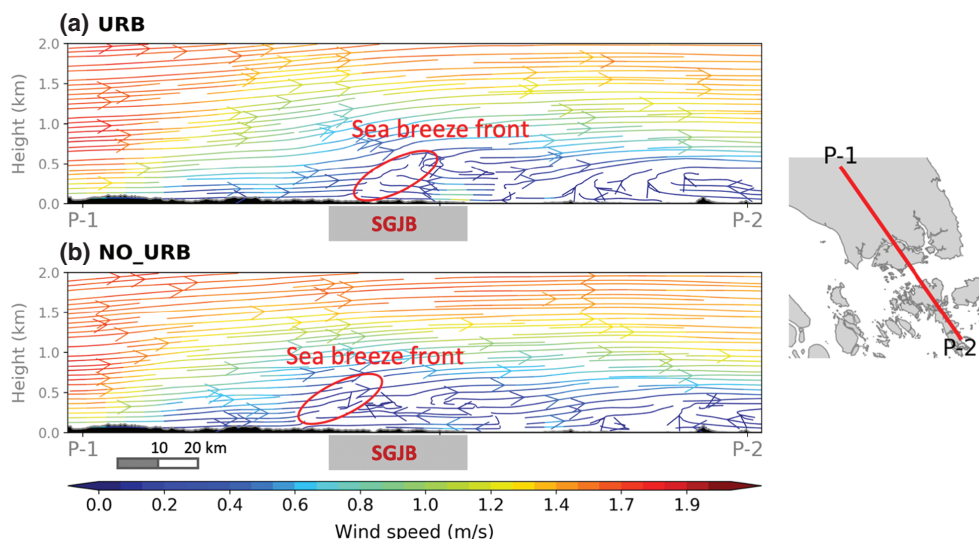 (a) URB
2.0
1.5
1.0
0.5
0.0
Height (km)
Sea breeze front
P-1
SGJB
P-2
(b) NO_URB
2.0
1.5
1.0
0.5
0.0
Height (km)
Sea breeze front
P-1
10 20 km
SGJB
P-2
0.0 0.2 0.4 0.6 0.8 1.0 1.2 1.4 1.7 1.9
Wind speed (m/s)
P-1
P-2